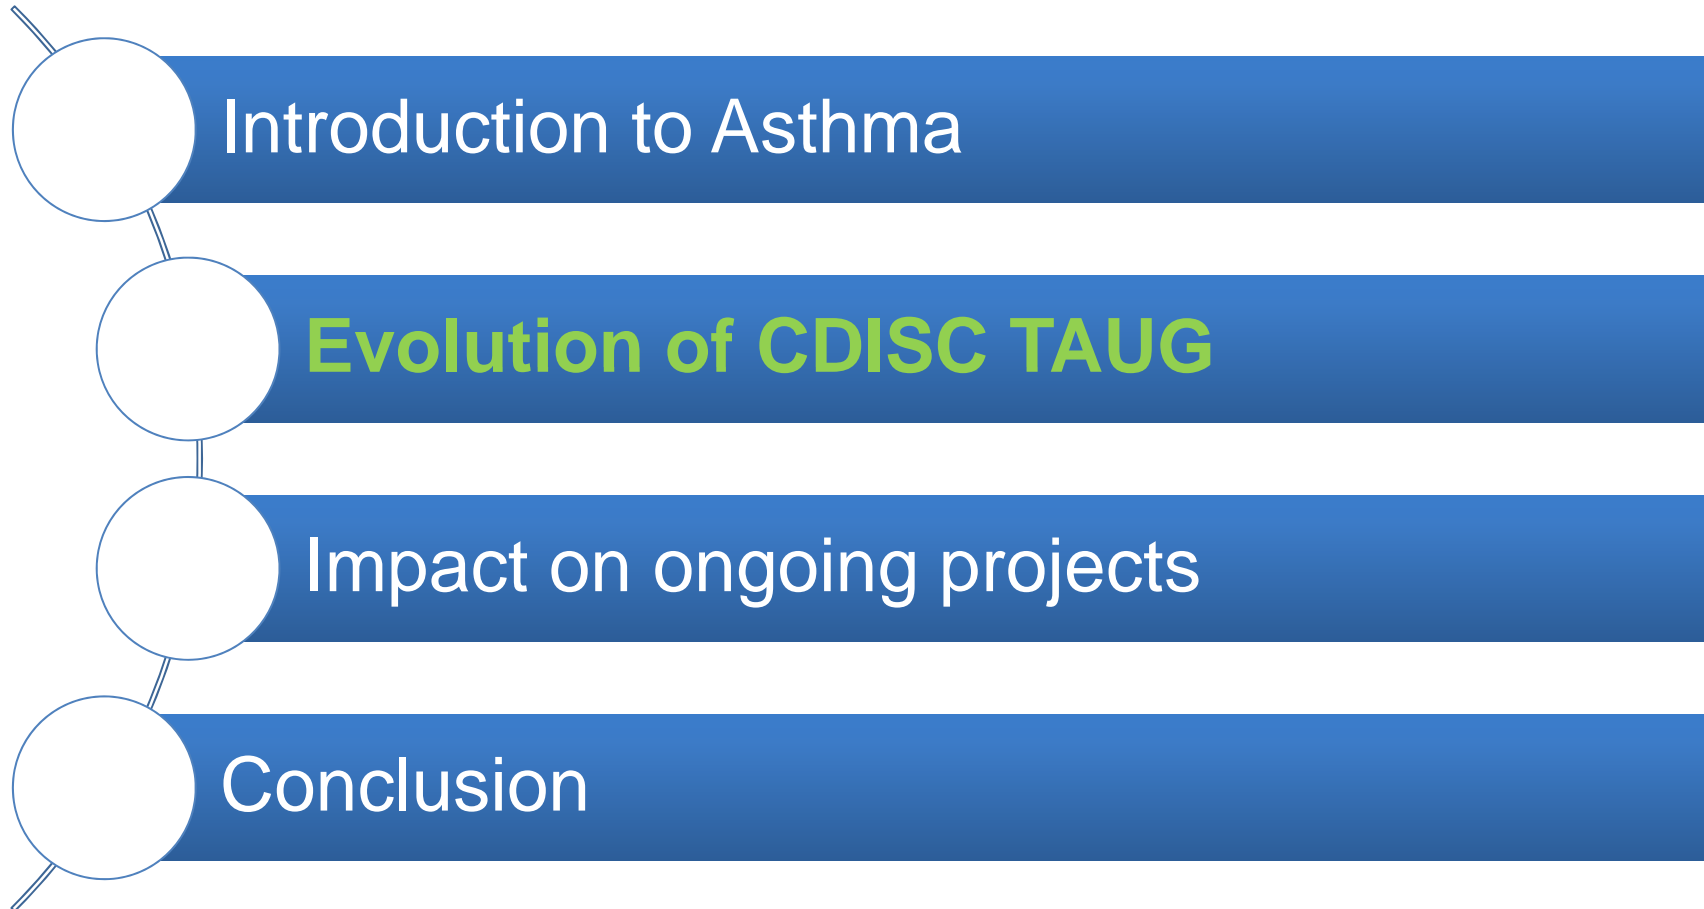 Introduction to Asthma
Evolution of CDISC TAUG
Impact on ongoing projects
Conclusion